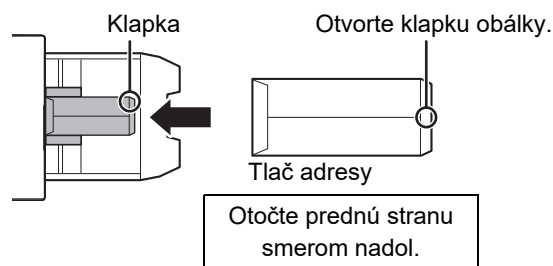 Klapka
Otvorte klapku obálky.
Tlač adresy
Otočte prednú stranu
smerom nadol.